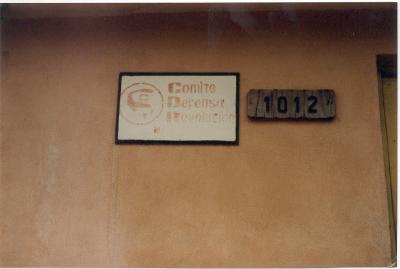 Comite
Defensa
Revolución
1012